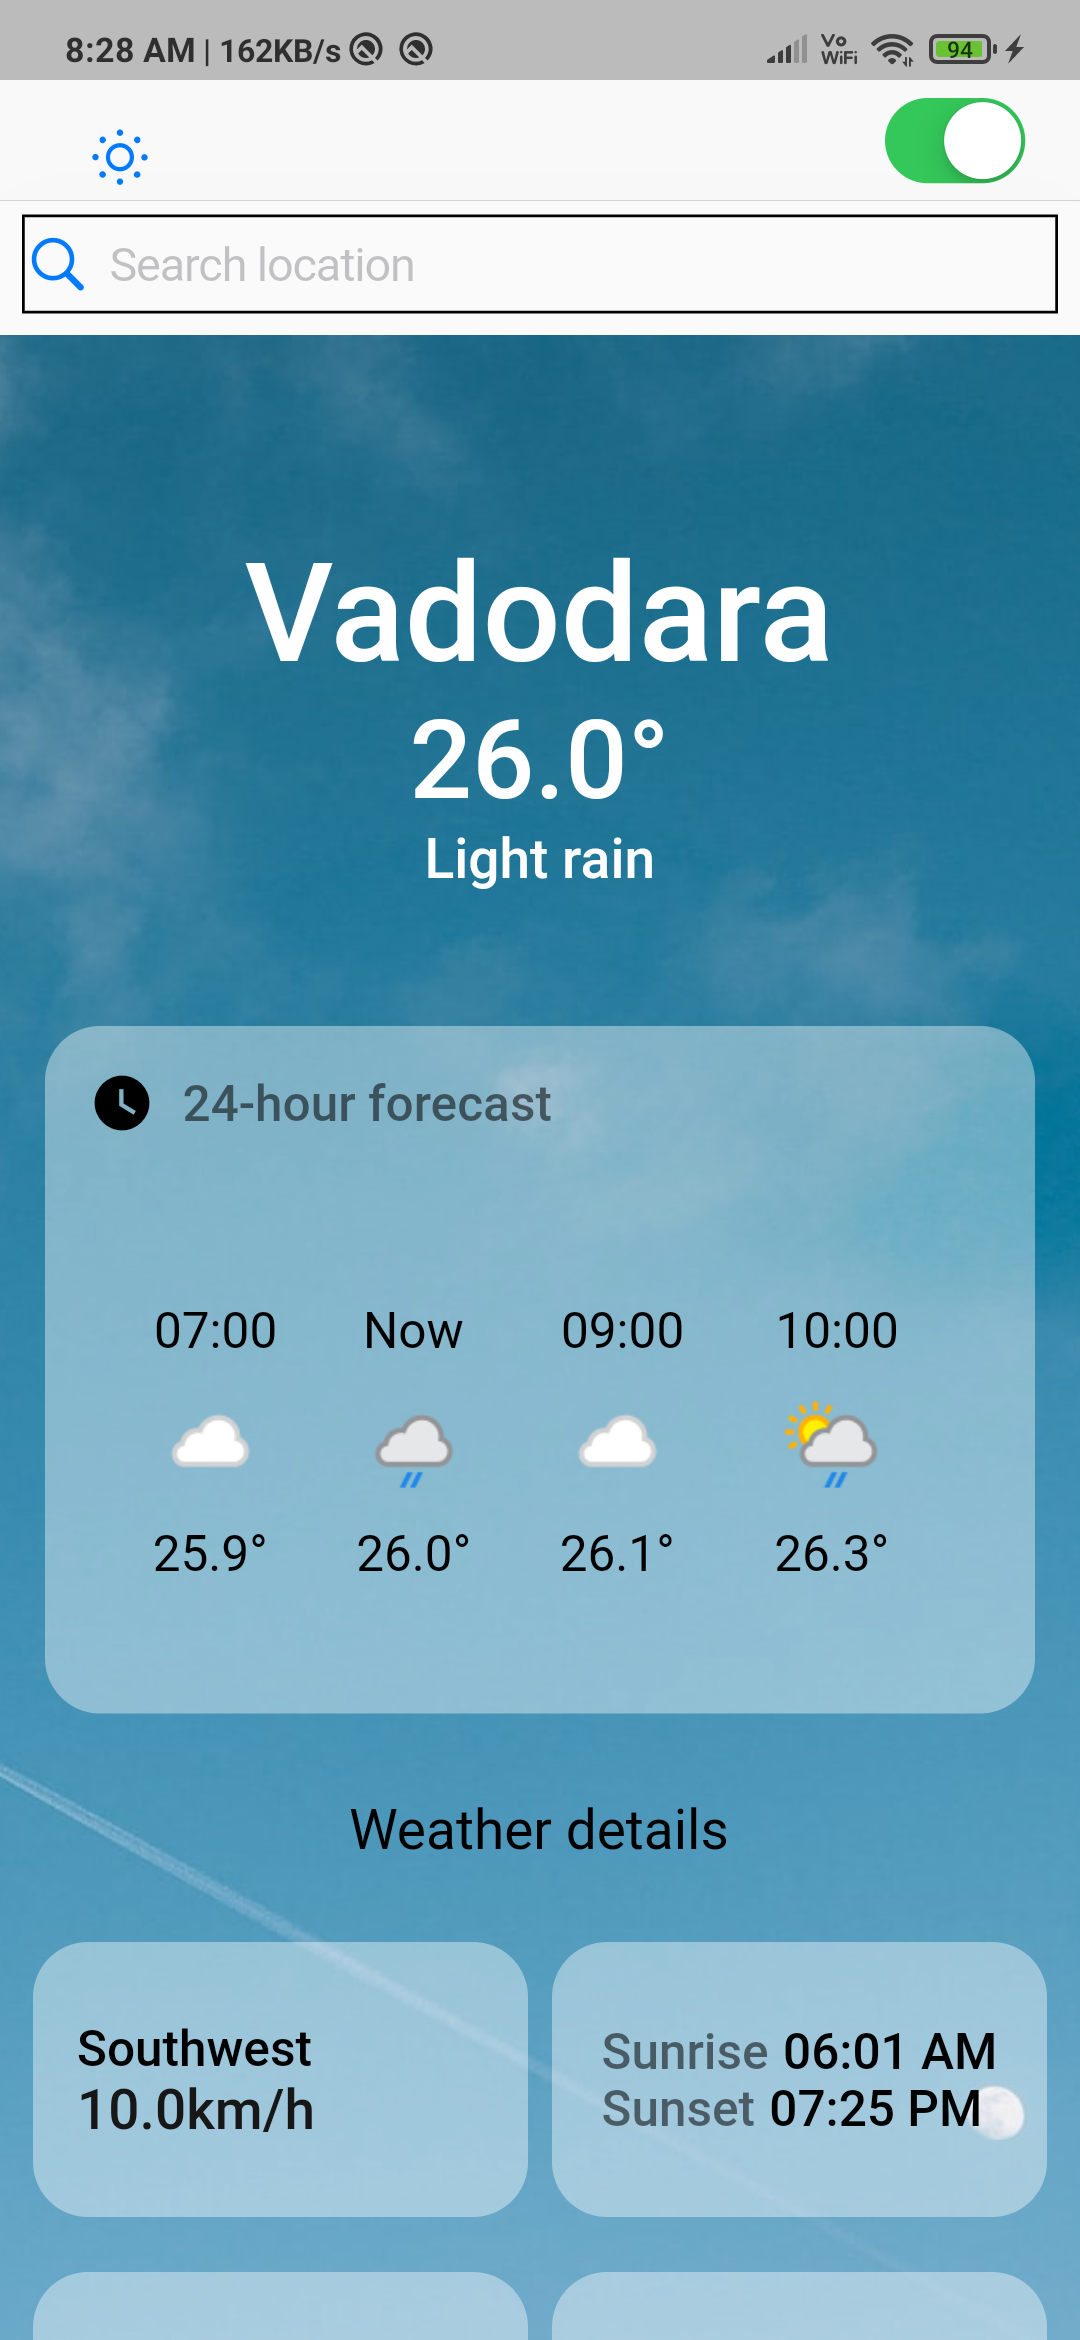 8:28 AM | 162KB/s
Vo WiFi
94
Search location
Vadodara
26.0°
Light rain
24-hour forecast
07:00 Now 09:00 10:00
25.9° 26.0° 26.1° 26.3°
Weather details
Southwest
10.0km/h
Sunrise 06:01 AM
Sunset 07:25 PM